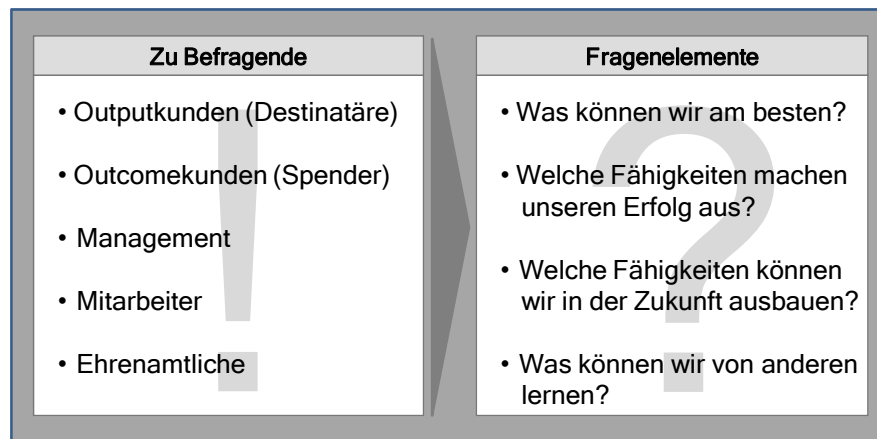 Zu Befragende
• Outputkunden (Destinatäre)
• Outcomekunden (Spender)
• Management
• Mitarbeiter
• Ehrenamtliche
!
Fragenelemente
• Was können wir am besten?
• Welche Fähigkeiten machen
unseren Erfolg aus?
• Welche Fähigkeiten können
wir in der Zukunft ausbauen?
• Was können wir von anderen
lernen?
?